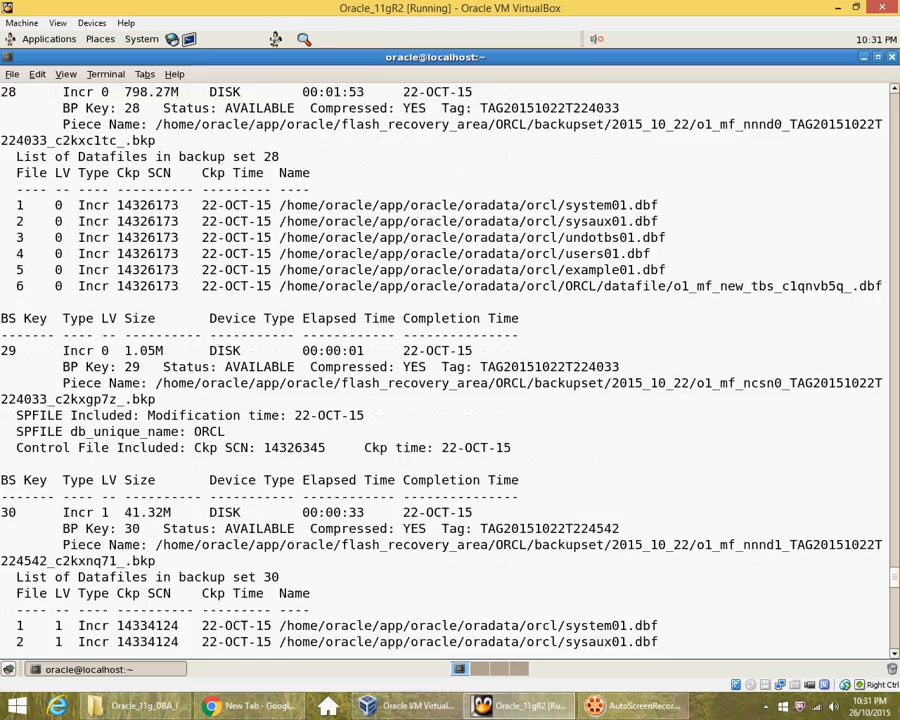 Oracle_11gR2 [Running] - Oracle VM VirtualBox
Machine View Devices Help
Applications Places System 10:31 PM
oracle@localhost:~
File Edit View Terminal Tabs Help
28 Incr 0 798.27M DISK 00:01:53 22-OCT-15
BP Key: 28 Status: AVAILABLE Compressed: YES Tag: TAG20151022T224033
Piece Name: /home/oracle/app/oracle/flash_recovery_area/ORCL/backupset/2015_10_22/o1_mf_nnnd0_TAG20151022T
224033_c2kxc1tc_.bkp
List of Datafiles in backup set 28
File LV Type Ckp SCN Ckp Time Name
---- -- ---- ---------- --------- ----
1 0 Incr 14326173 22-OCT-15 /home/oracle/app/oracle/oradata/orcl/system01.dbf
2 0 Incr 14326173 22-OCT-15 /home/oracle/app/oracle/oradata/orcl/sysaux01.dbf
3 0 Incr 14326173 22-OCT-15 /home/oracle/app/oracle/oradata/orcl/undotbs01.dbf
4 0 Incr 14326173 22-OCT-15 /home/oracle/app/oracle/oradata/orcl/users01.dbf
5 0 Incr 14326173 22-OCT-15 /home/oracle/app/oracle/oradata/orcl/example01.dbf
6 0 Incr 14326173 22-OCT-15 /home/oracle/app/oracle/oradata/orcl/ORCL/datafile/o1_mf_new_tbs_c1qnvb5q_.dbf
BS Key Type LV Size Device Type Elapsed Time Completion Time
------- ---- -- ---------- ----------- ------------ ---------------
29 Incr 0 1.05M DISK 00:00:01 22-OCT-15
BP Key: 29 Status: AVAILABLE Compressed: YES Tag: TAG20151022T224033
Piece Name: /home/oracle/app/oracle/flash_recovery_area/ORCL/backupset/2015_10_22/o1_mf_ncsn0_TAG20151022T
224033_c2kxgp7z_.bkp
SPFILE Included: Modification time: 22-OCT-15
SPFILE db_unique_name: ORCL
Control File Included: Ckp SCN: 14326345 Ckp time: 22-OCT-15
BS Key Type LV Size Device Type Elapsed Time Completion Time
------- ---- -- ---------- ----------- ------------ ---------------
30 Incr 1 41.32M DISK 00:00:33 22-OCT-15
BP Key: 30 Status: AVAILABLE Compressed: YES Tag: TAG20151022T224542
Piece Name: /home/oracle/app/oracle/flash_recovery_area/ORCL/backupset/2015_10_22/o1_mf_nnnd1_TAG20151022T
224542_c2kxnq71_.bkp
List of Datafiles in backup set 30
File LV Type Ckp SCN Ckp Time Name
---- -- ---- ---------- --------- ----
1 1 Incr 14334124 22-OCT-15 /home/oracle/app/oracle/oradata/orcl/system01.dbf
2 1 Incr 14334124 22-OCT-15 /home/oracle/app/oracle/oradata/orcl/sysaux01.dbf
oracle@localhost:~
Right Ctrl
Oracle_11g_DBA_I New Tab - Google... Oracle VM Virtual... Oracle_11gR2 [Ru... AutoScreenRecor... 10:31 PM
26/10/2015